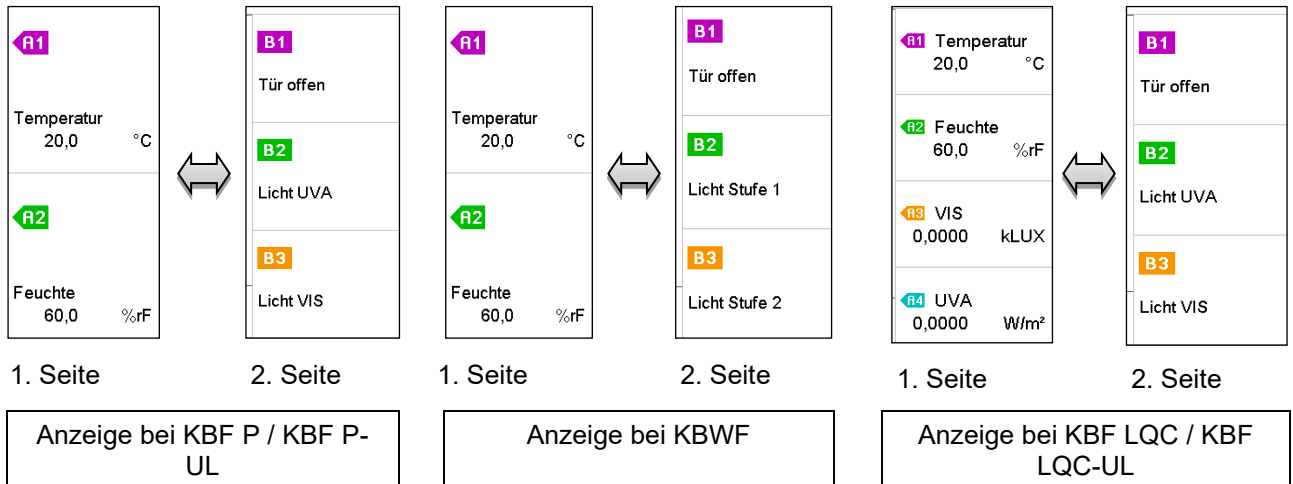 A1
Temperatur
20,0 °C
A2
Feuchte
60,0 %rF
B1
Tür offen
B2
Licht UVA
B3
Licht VIS
1. Seite
2. Seite
Anzeige bei KBF P / KBF P-
UL
A1
Temperatur
20,0 °C
A2
Feuchte
60,0 %rF
B1
Tür offen
B2
Licht Stufe 1
B3
Licht Stufe 2
1. Seite
2. Seite
Anzeige bei KBWF
A1 Temperatur
20,0 °C
A2 Feuchte
60,0 %rF
A3 VIS
0,0000 kLUX
A4 UVA
0,0000 W/m²
B1
Tür offen
B2
Licht UVA
B3
Licht VIS
1. Seite
2. Seite
Anzeige bei KBF LQC / KBF
LQC-UL